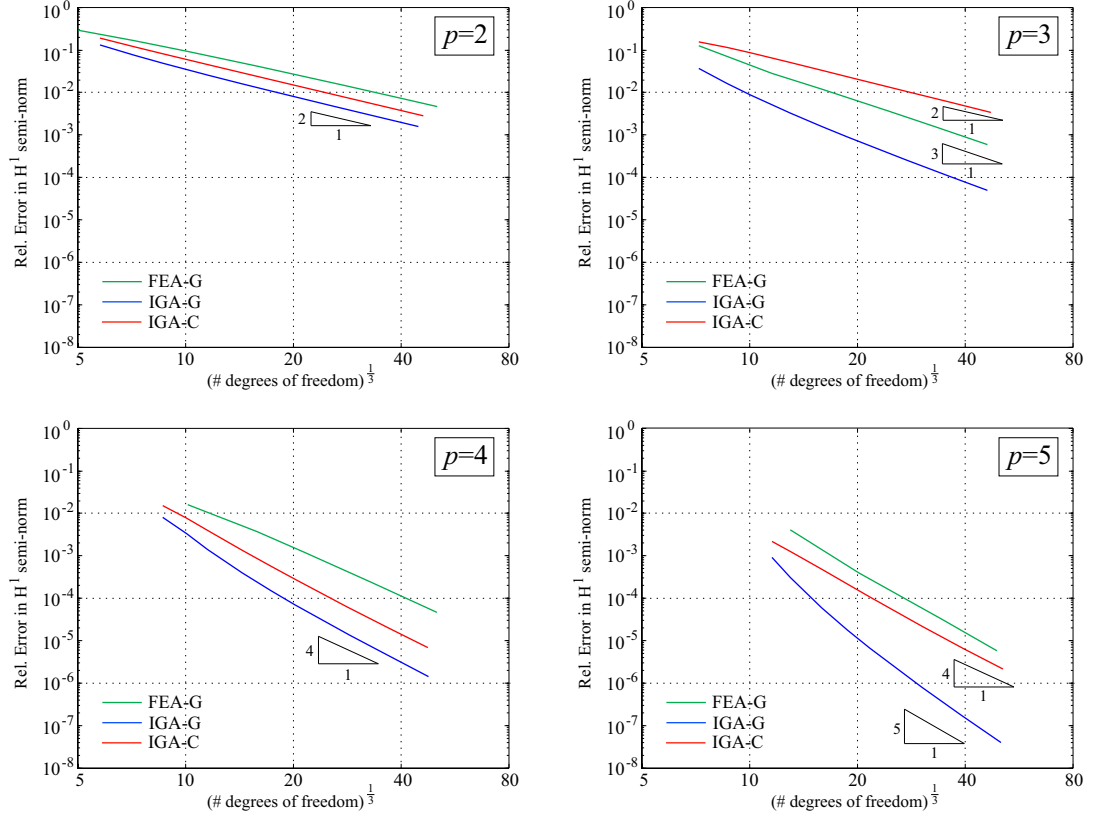 p=2
Rel. Error in H^1 semi-norm
10^0
10^-1
10^-2
10^-3
10^-4
10^-5
10^-6
10^-7
10^-8
2
1
FEA-G
IGA-G
IGA-C
5 10 20 40 80
(# degrees of freedom)^1/3
p=3
Rel. Error in H^1 semi-norm
10^0
10^-1
10^-2
10^-3
10^-4
10^-5
10^-6
10^-7
10^-8
2
1
3
1
FEA-G
IGA-G
IGA-C
5 10 20 40 80
(# degrees of freedom)^1/3
p=4
Rel. Error in H^1 semi-norm
10^0
10^-1
10^-2
10^-3
10^-4
10^-5
10^-6
10^-7
10^-8
4
1
FEA-G
IGA-G
IGA-C
5 10 20 40 80
(# degrees of freedom)^1/3
p=5
Rel. Error in H^1 semi-norm
10^0
10^-1
10^-2
10^-3
10^-4
10^-5
10^-6
10^-7
10^-8
4
1
5
1
FEA-G
IGA-G
IGA-C
5 10 20 40 80
(# degrees of freedom)^1/3